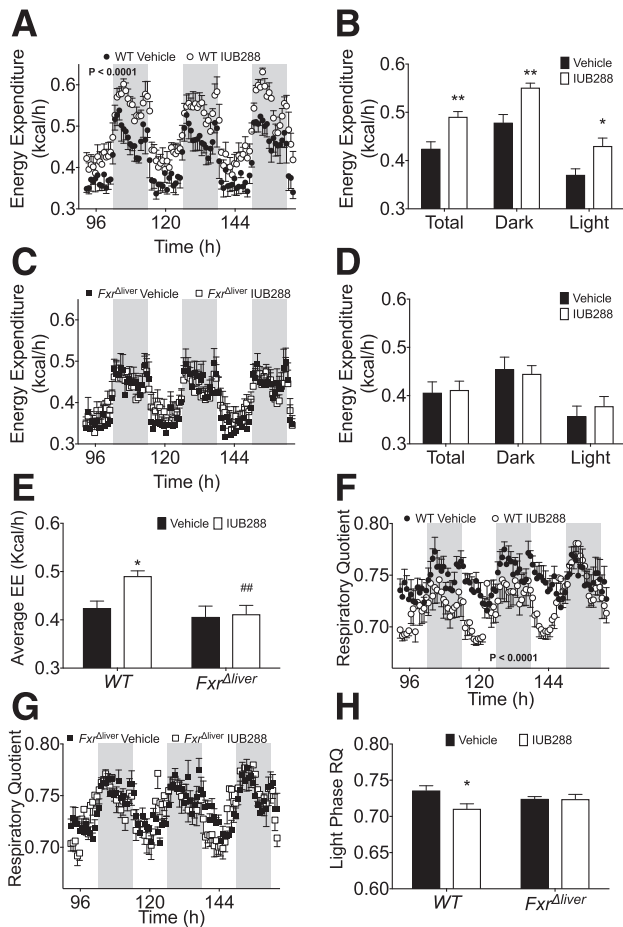 A
● WT Vehicle ○ WT IUB288
P < 0.0001
Energy Expenditure
(kcal/h)
0.6
0.5
0.4
0.3
96 120 144
Time (h)
B
Vehicle
IUB288
Energy Expenditure
(kcal/h)
0.6
0.5
0.4
0.3
** ** *
Total Dark Light
C
■ FxrΔliver Vehicle □ FxrΔliver IUB288
Energy Expenditure
(kcal/h)
0.6
0.5
0.4
0.3
96 120 144
Time (h)
D
Vehicle
IUB288
Energy Expenditure
(kcal/h)
0.6
0.5
0.4
0.3
Total Dark Light
E
Vehicle IUB288
Average EE (Kcal/h)
0.6
0.5
0.4
0.3
* ##
WT FxrΔliver
F
● WT Vehicle ○ WT IUB288
Respiratory Quotient
0.80
0.75
0.70
P < 0.0001
96 120 144
Time (h)
G
■ FxrΔliver Vehicle □ FxrΔliver IUB288
Respiratory Quotient
0.80
0.75
0.70
96 120 144
Time (h)
H
Vehicle IUB288
Light Phase RQ
0.80
0.75
0.70
0.65
0.60
*
WT FxrΔliver